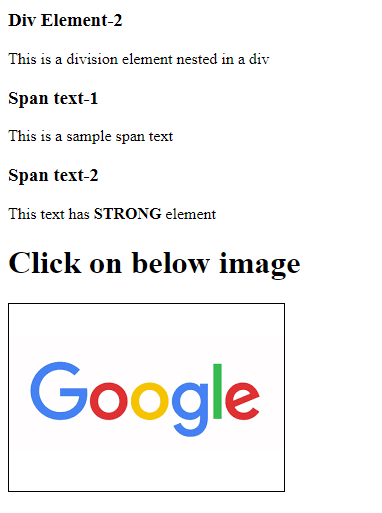 Div Element-2
This is a division element nested in a div
Span text-1
This is a sample span text
Span text-2
This text has STRONG element
Click on below image
Google